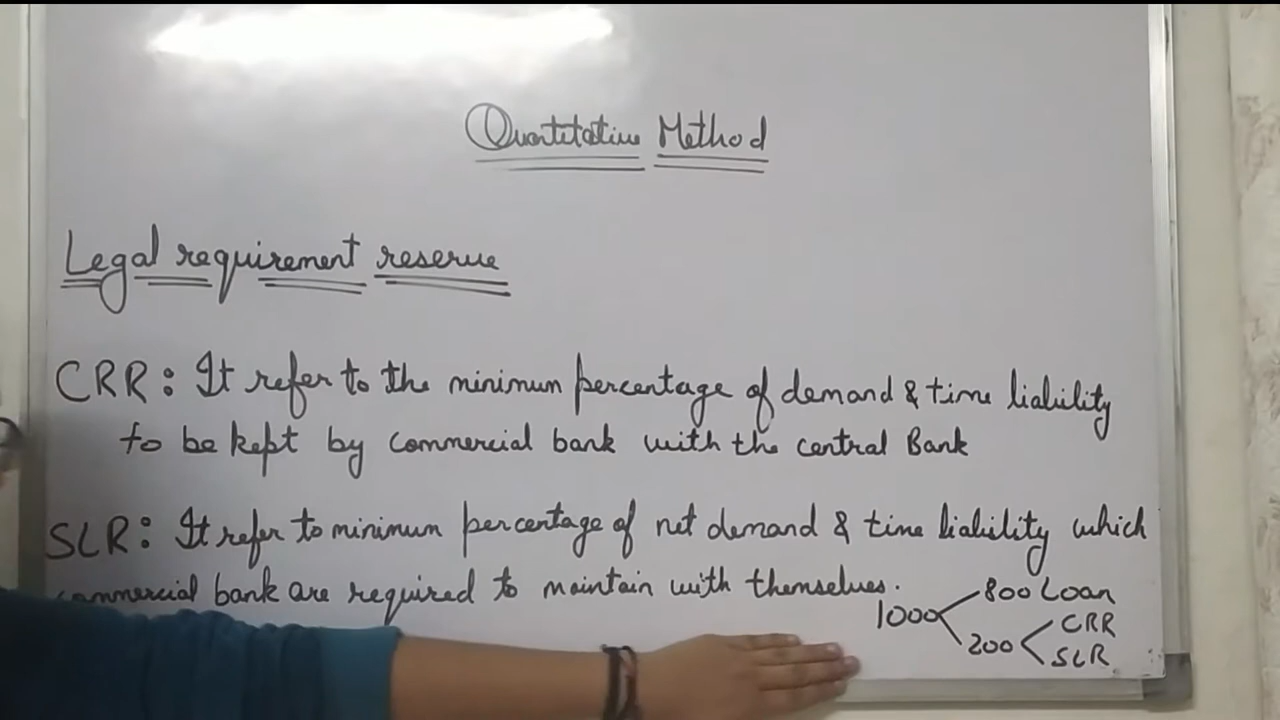 Quantitative Method
Legal requirement reserve
CRR: It refer to the minimum percentage of demand & time liability
to be kept by commercial bank with the central Bank
SLR: It refer to minimum percentage of net demand & time liability which
commercial bank are required to maintain with themselves.
1000
800 Loan
200
CRR
SLR